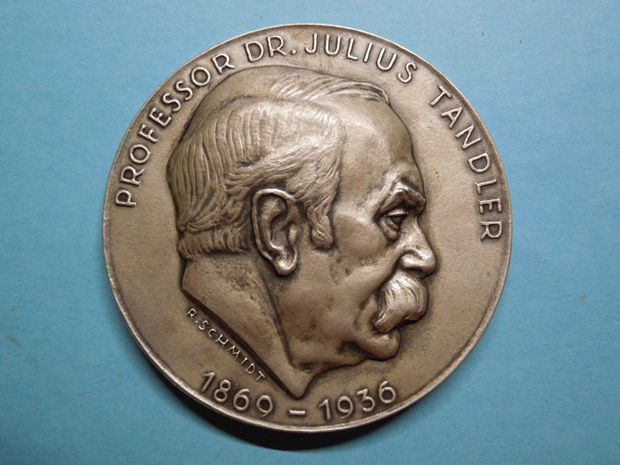 PROFESSOR DR. JULIUS TANDLER
R. SCHMIDT
1869 – 1936